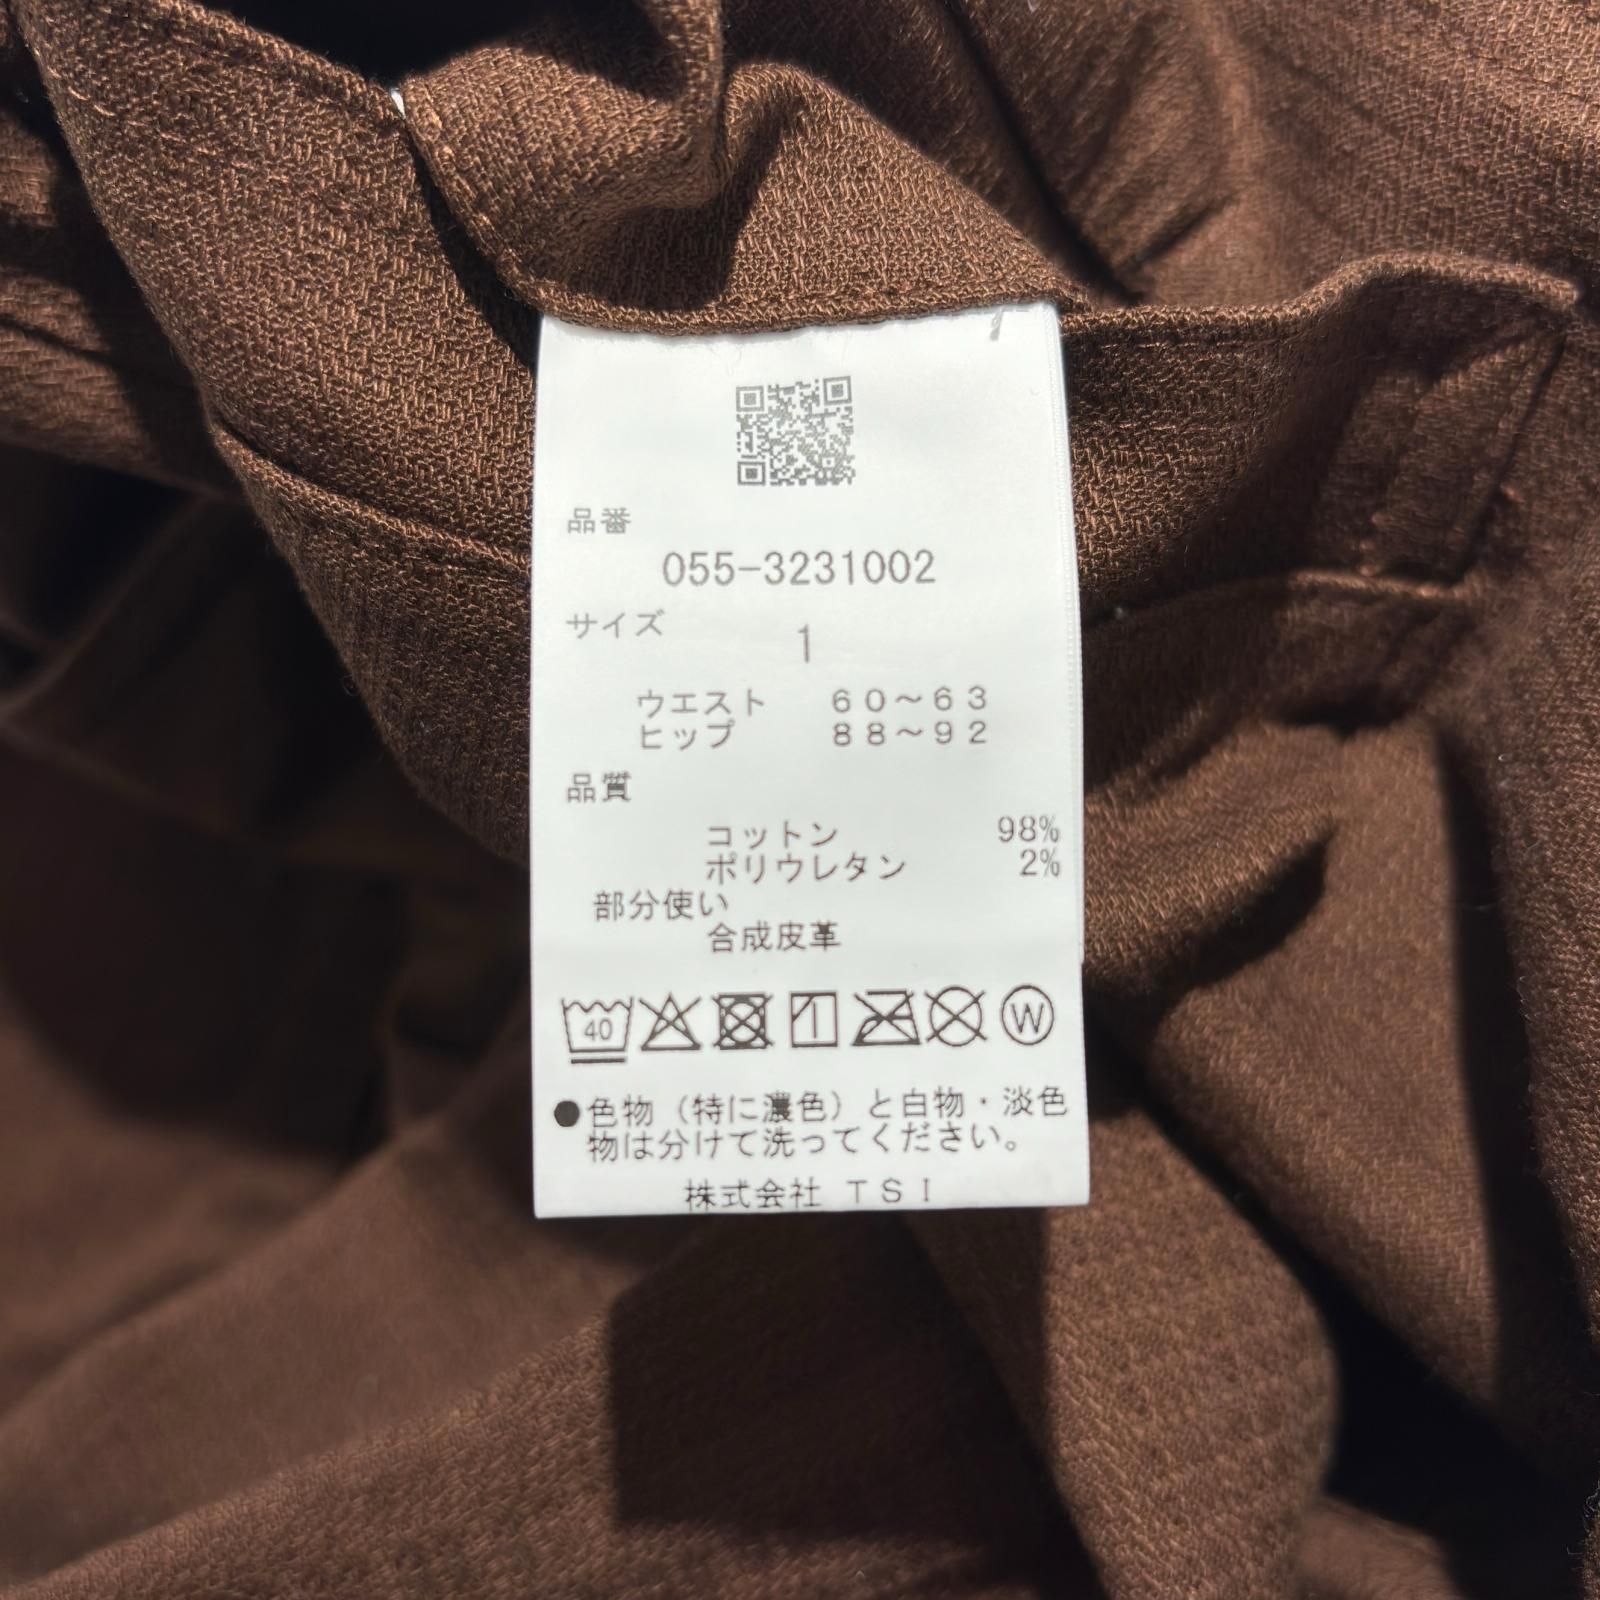 品番
055-3231002
サイズ 1
ウエスト 60～63
ヒップ 88～92
品質
コットン 98%
ポリウレタン 2%
部分使い
合成皮革
40 W
●色物（特に濃色）と白物・淡色
物は分けて洗ってください。
株式会社 TSI